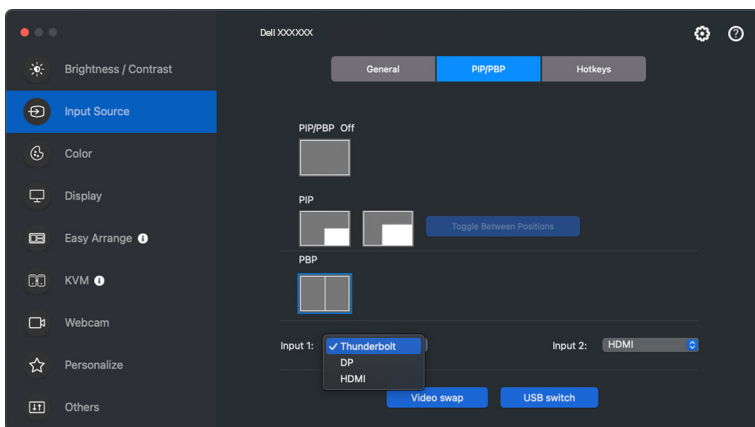 Dell XXXXXX
Brightness / Contrast
Input Source
Color
Display
Easy Arrange
KVM
Webcam
Personalize
Others
General PIP/PBP Hotkeys
PIP/PBP Off
PIP
Toggle Between Positions
PBP
Input 1: ✓ Thunderbolt
DP
HDMI
Input 2: HDMI
Video swap USB switch